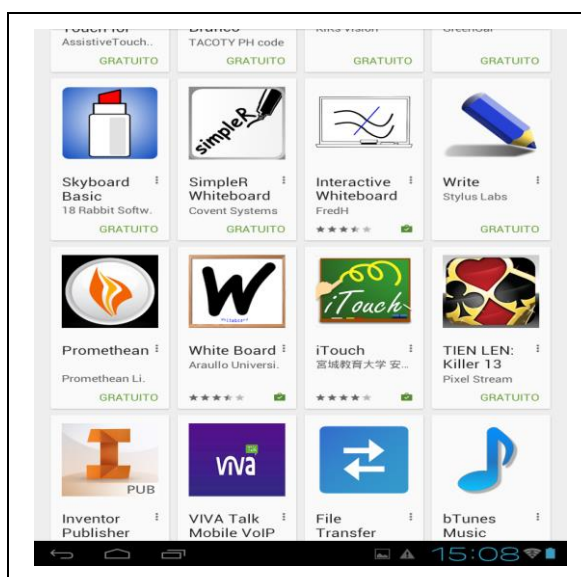 Touch for
AssistiveTouch..
GRATUITO
Branco
TACOTY PH code
GRATUITO
GRATUITO
GRATUITO
simpleR
Skyboard
Basic
18 Rabbit Softw.
GRATUITO
SimpleR
Whiteboard
Covent Systems
GRATUITO
Interactive
Whiteboard
FredH
Write
Stylus Labs
GRATUITO
W
iTouch
Promethean
Promethean Li.
GRATUITO
White Board
Araullo Universi.
iTouch
宮城教育大学 安...
TIEN LEN:
Killer 13
Pixel Stream
GRATUITO
I
PUB
viva
Inventor
Publisher
VIVA Talk
Mobile VoIP
File
Transfer
bTunes
Music
15:08